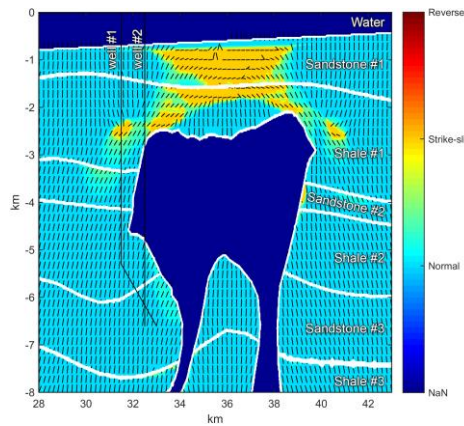 -0
-1
-2
-3
-4
-5
-6
-7
-8
km
28
30
32
34
36
38
40
42
km
well #1
well #2
Water
Sandstone #1
Shale #1
Sandstone #2
Shale #2
Sandstone #3
Shale #3
Reverse
Strike-sl
Normal
NaN